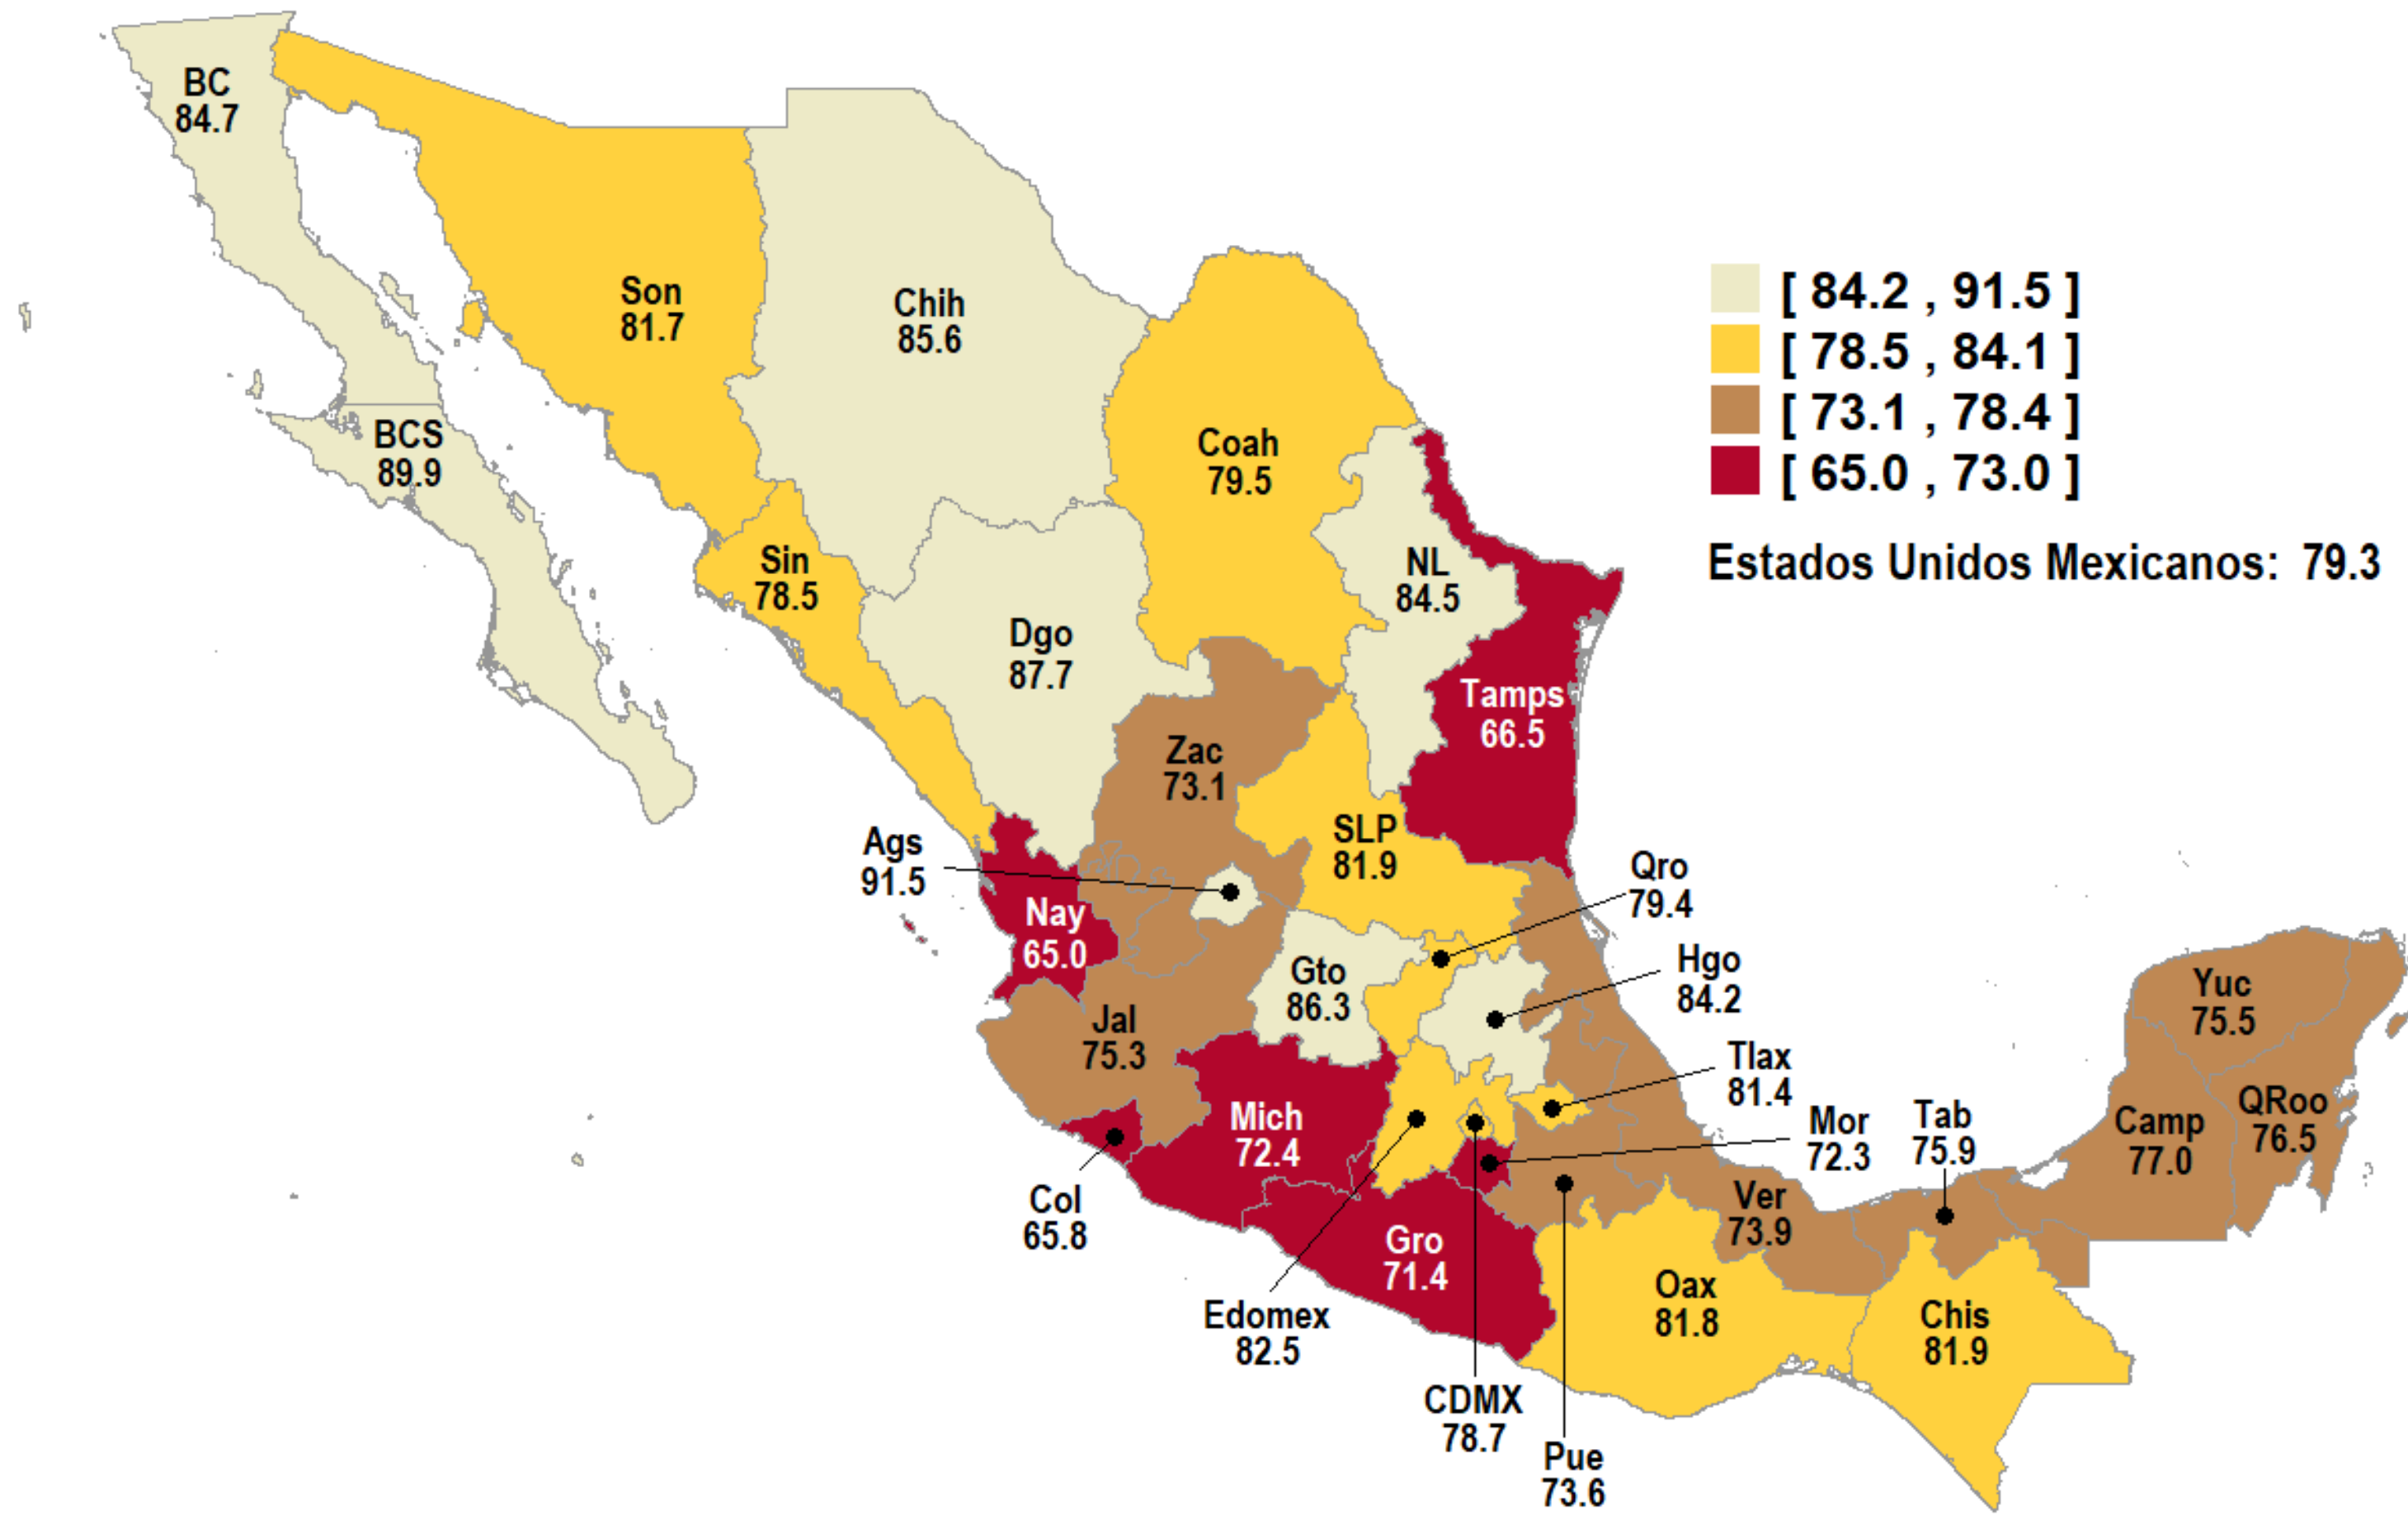 BC
84.7
BCS
89.9
Son
81.7
Chih
85.6
Coah
79.5
Sin
78.5
Dgo
87.7
NL
84.5
Tamps
66.5
Zac
73.1
SLP
81.9
Ags
91.5
Nay
65.0
Jal
75.3
Gto
86.3
Qro
79.4
Hgo
84.2
Tlax
81.4
Mor
72.3
Tab
75.9
Mich
72.4
Col
65.8
Gro
71.4
Edomex
82.5
CDMX
78.7
Pue
73.6
Ver
73.9
Oax
81.8
Chis
81.9
Yuc
75.5
Camp
77.0
QRoo
76.5
[ 84.2 , 91.5 ]
[ 78.5 , 84.1 ]
[ 73.1 , 78.4 ]
[ 65.0 , 73.0 ]
Estados Unidos Mexicanos: 79.3